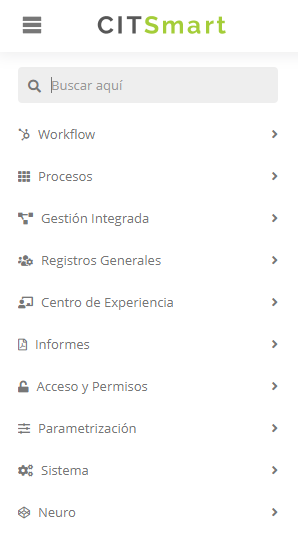 CITSmart
Buscar aquí
Workflow
Procesos
Gestión Integrada
Registros Generales
Centro de Experiencia
Informes
Acceso y Permisos
Parametrización
Sistema
Neuro